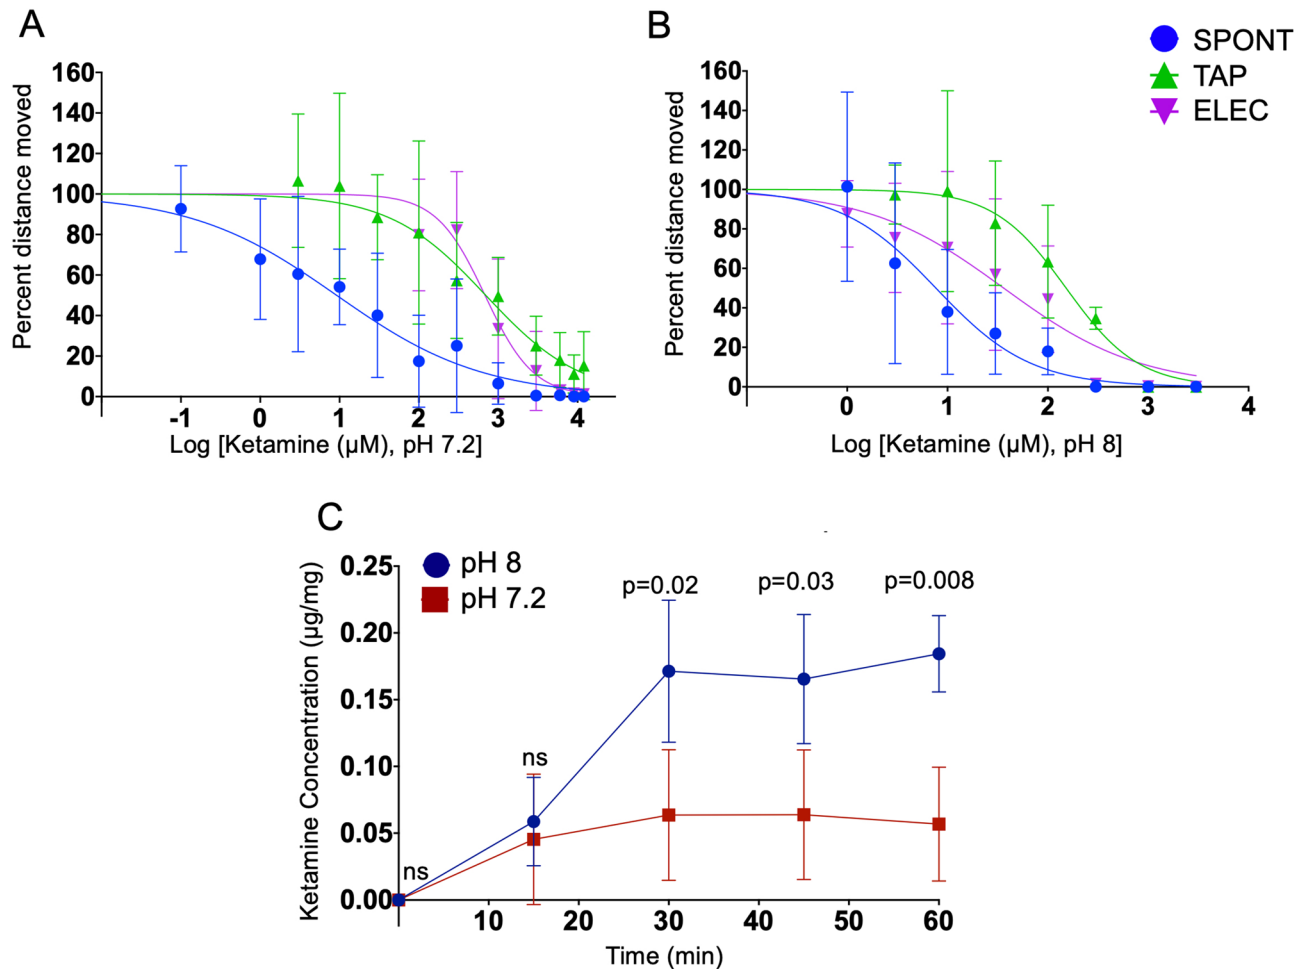 A
B
SPONT
TAP
ELEC
Percent distance moved
160
140
120
100
80
60
40
20
0
-1 0 1 2 3 4
Log [Ketamine (µM), pH 7.2]
Percent distance moved
160
140
120
100
80
60
40
20
0
0 1 2 3 4
Log [Ketamine (µM), pH 8]
C
pH 8
pH 7.2
Ketamine Concentration (µg/mg)
0.25
0.20
0.15
0.10
0.05
0.00
p=0.02 p=0.03 p=0.008
ns
ns
10 20 30 40 50 60
Time (min)